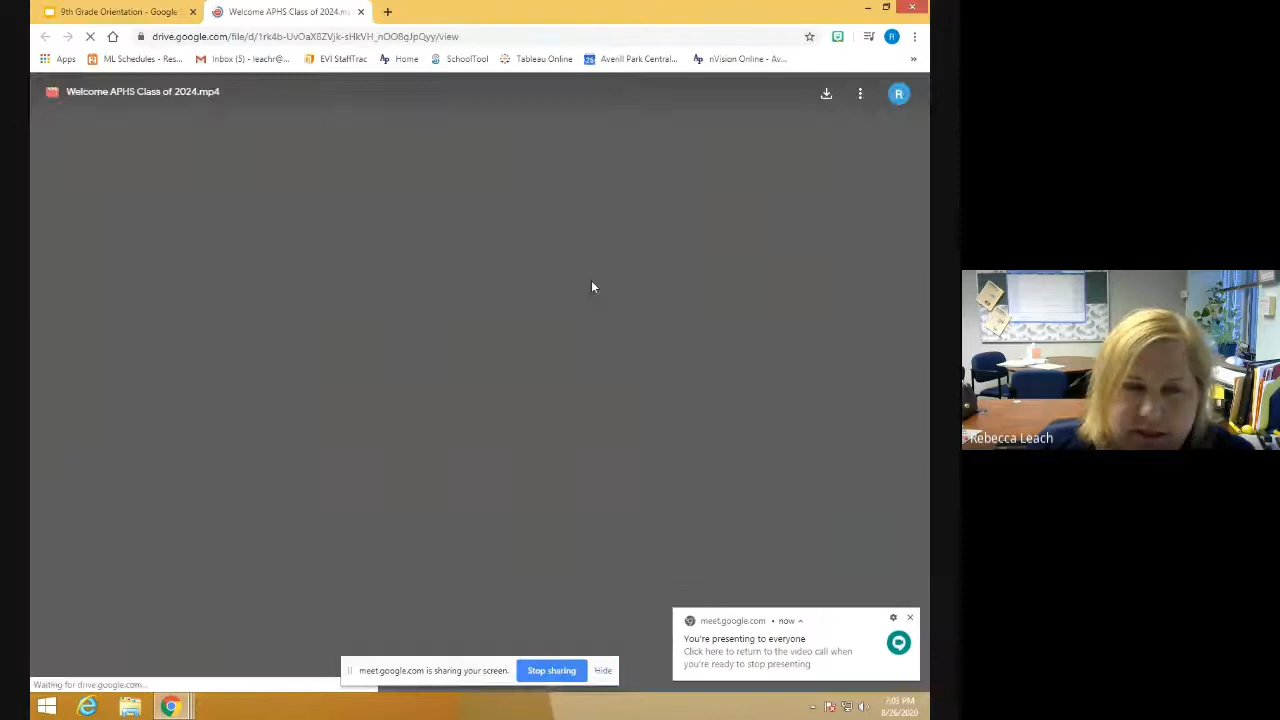 9th Grade Orientation - Google
Welcome APHS Class of 2024.m
drive.google.com/file/d/1rk4b-UvOaX8ZVjk-sHkVH_nOO8gJpQyy/view
Apps
ML Schedules - Res...
Inbox (5) - leachr@...
EVI StaffTrac
Home
SchoolTool
Tableau Online
26
Averill Park Central...
nVision Online - Av...
»
R
Welcome APHS Class of 2024.mp4
R
Rebecca Leach
meet.google.com • now
You're presenting to everyone
Click here to return to the video call when
you're ready to stop presenting
meet.google.com is sharing your screen.
Stop sharing
Hide
Waiting for drive.google.com...
7:03 PM
8/26/2020